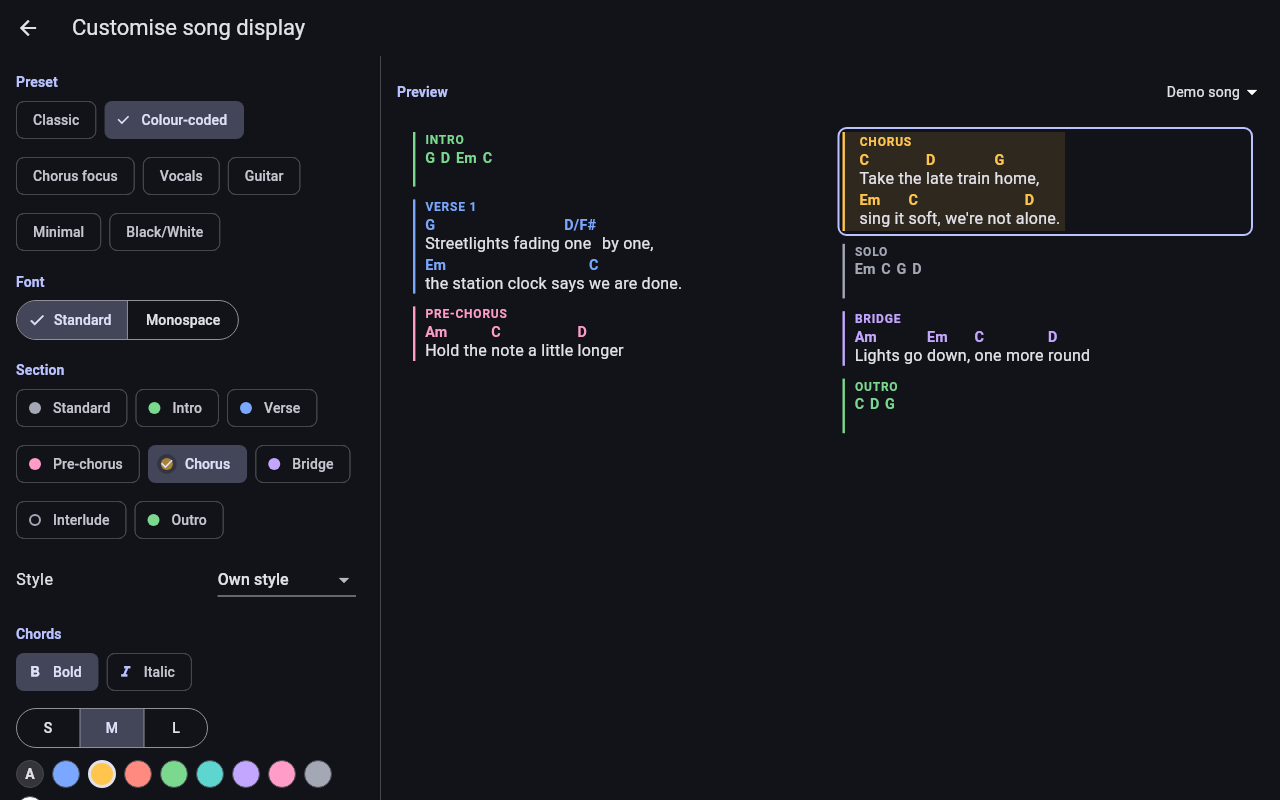 Customise song display
Preset
Classic
Colour-coded
Chorus focus
Vocals
Guitar
Minimal
Black/White
Font
Standard
Monospace
Section
Standard
Intro
Verse
Pre-chorus
Chorus
Bridge
Interlude
Outro
Style
Own style
Chords
B Bold
I Italic
S
M
L
A
Preview
Demo song
INTRO
G D Em C
VERSE 1
G D/F#
Streetlights fading one by one,
Em C
the station clock says we are done.
PRE-CHORUS
Am C D
Hold the note a little longer
CHORUS
C D G
Take the late train home,
Em C D
sing it soft, we're not alone.
SOLO
Em C G D
BRIDGE
Am Em C D
Lights go down, one more round
OUTRO
C D G